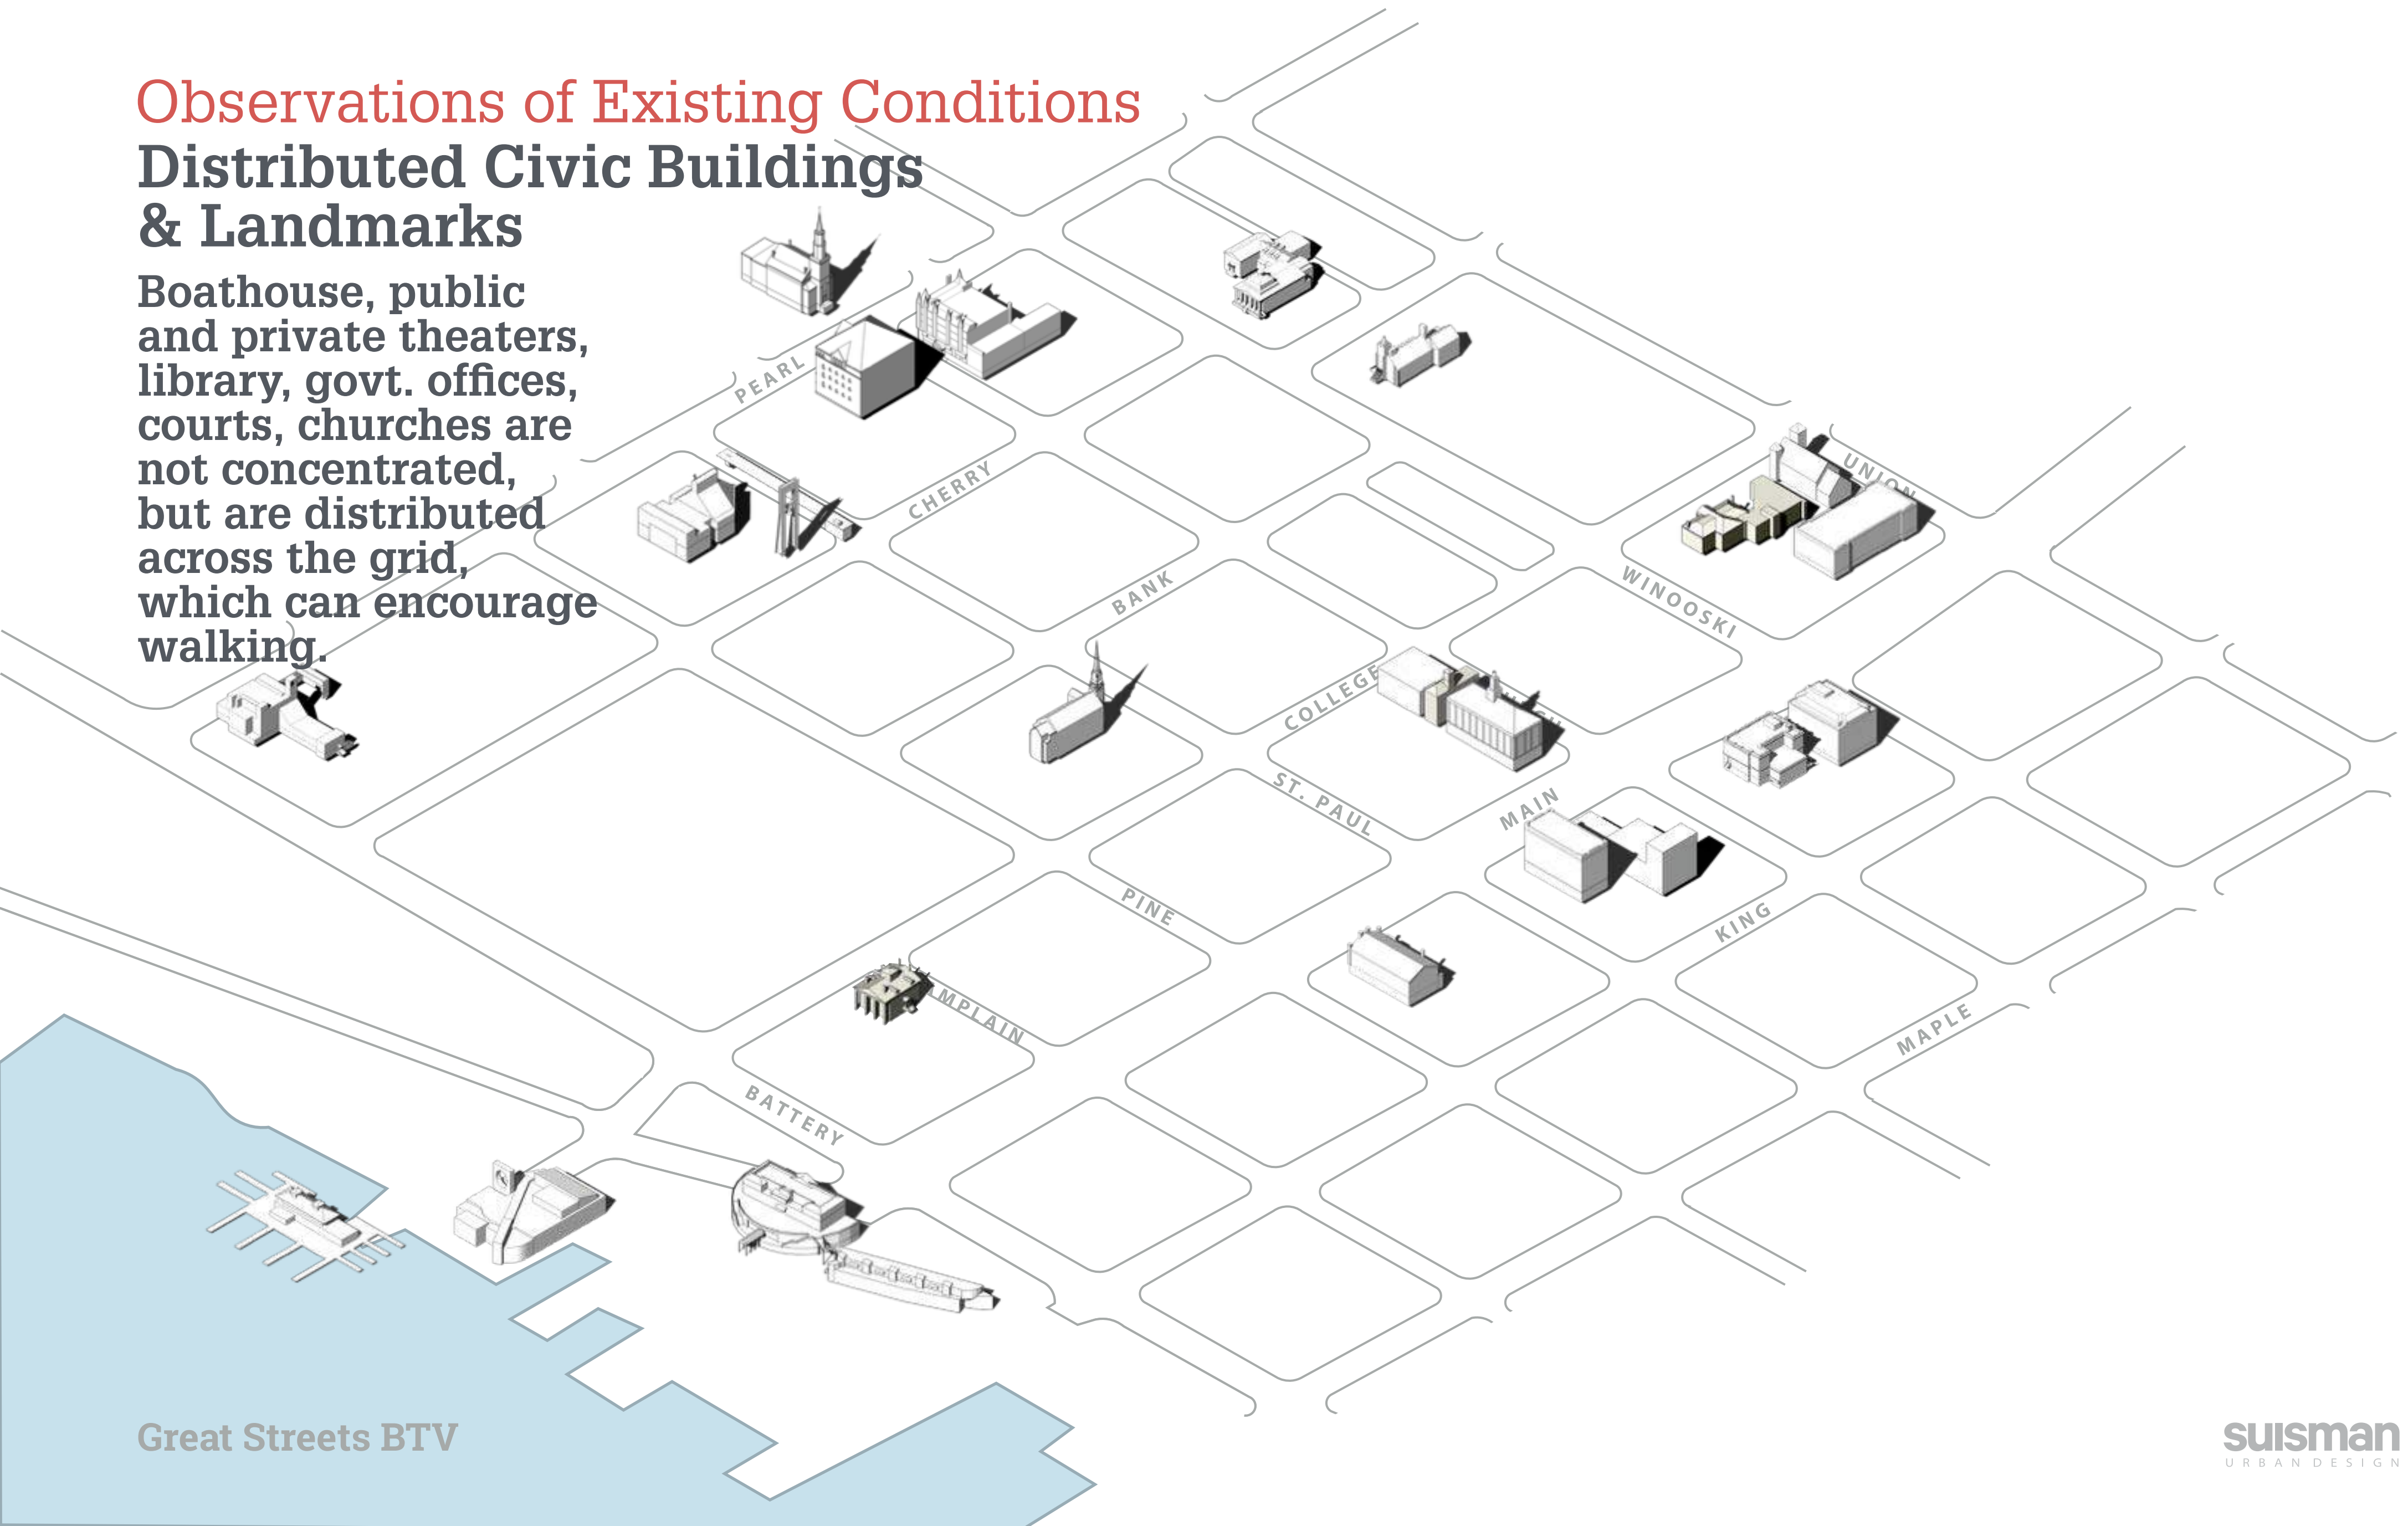 Observations of Existing Conditions
Distributed Civic Buildings
& Landmarks
Boathouse, public
and private theaters,
library, govt. offices,
courts, churches are
not concentrated,
but are distributed
across the grid,
which can encourage
walking.
PEARL
CHERRY
BANK
COLLEGE
MAIN
KING
MAPLE
UNION
WINOOSKI
ST. PAUL
PINE
MPLAIN
BATTERY
Great Streets BTV
suisman
URBAN DESIGN